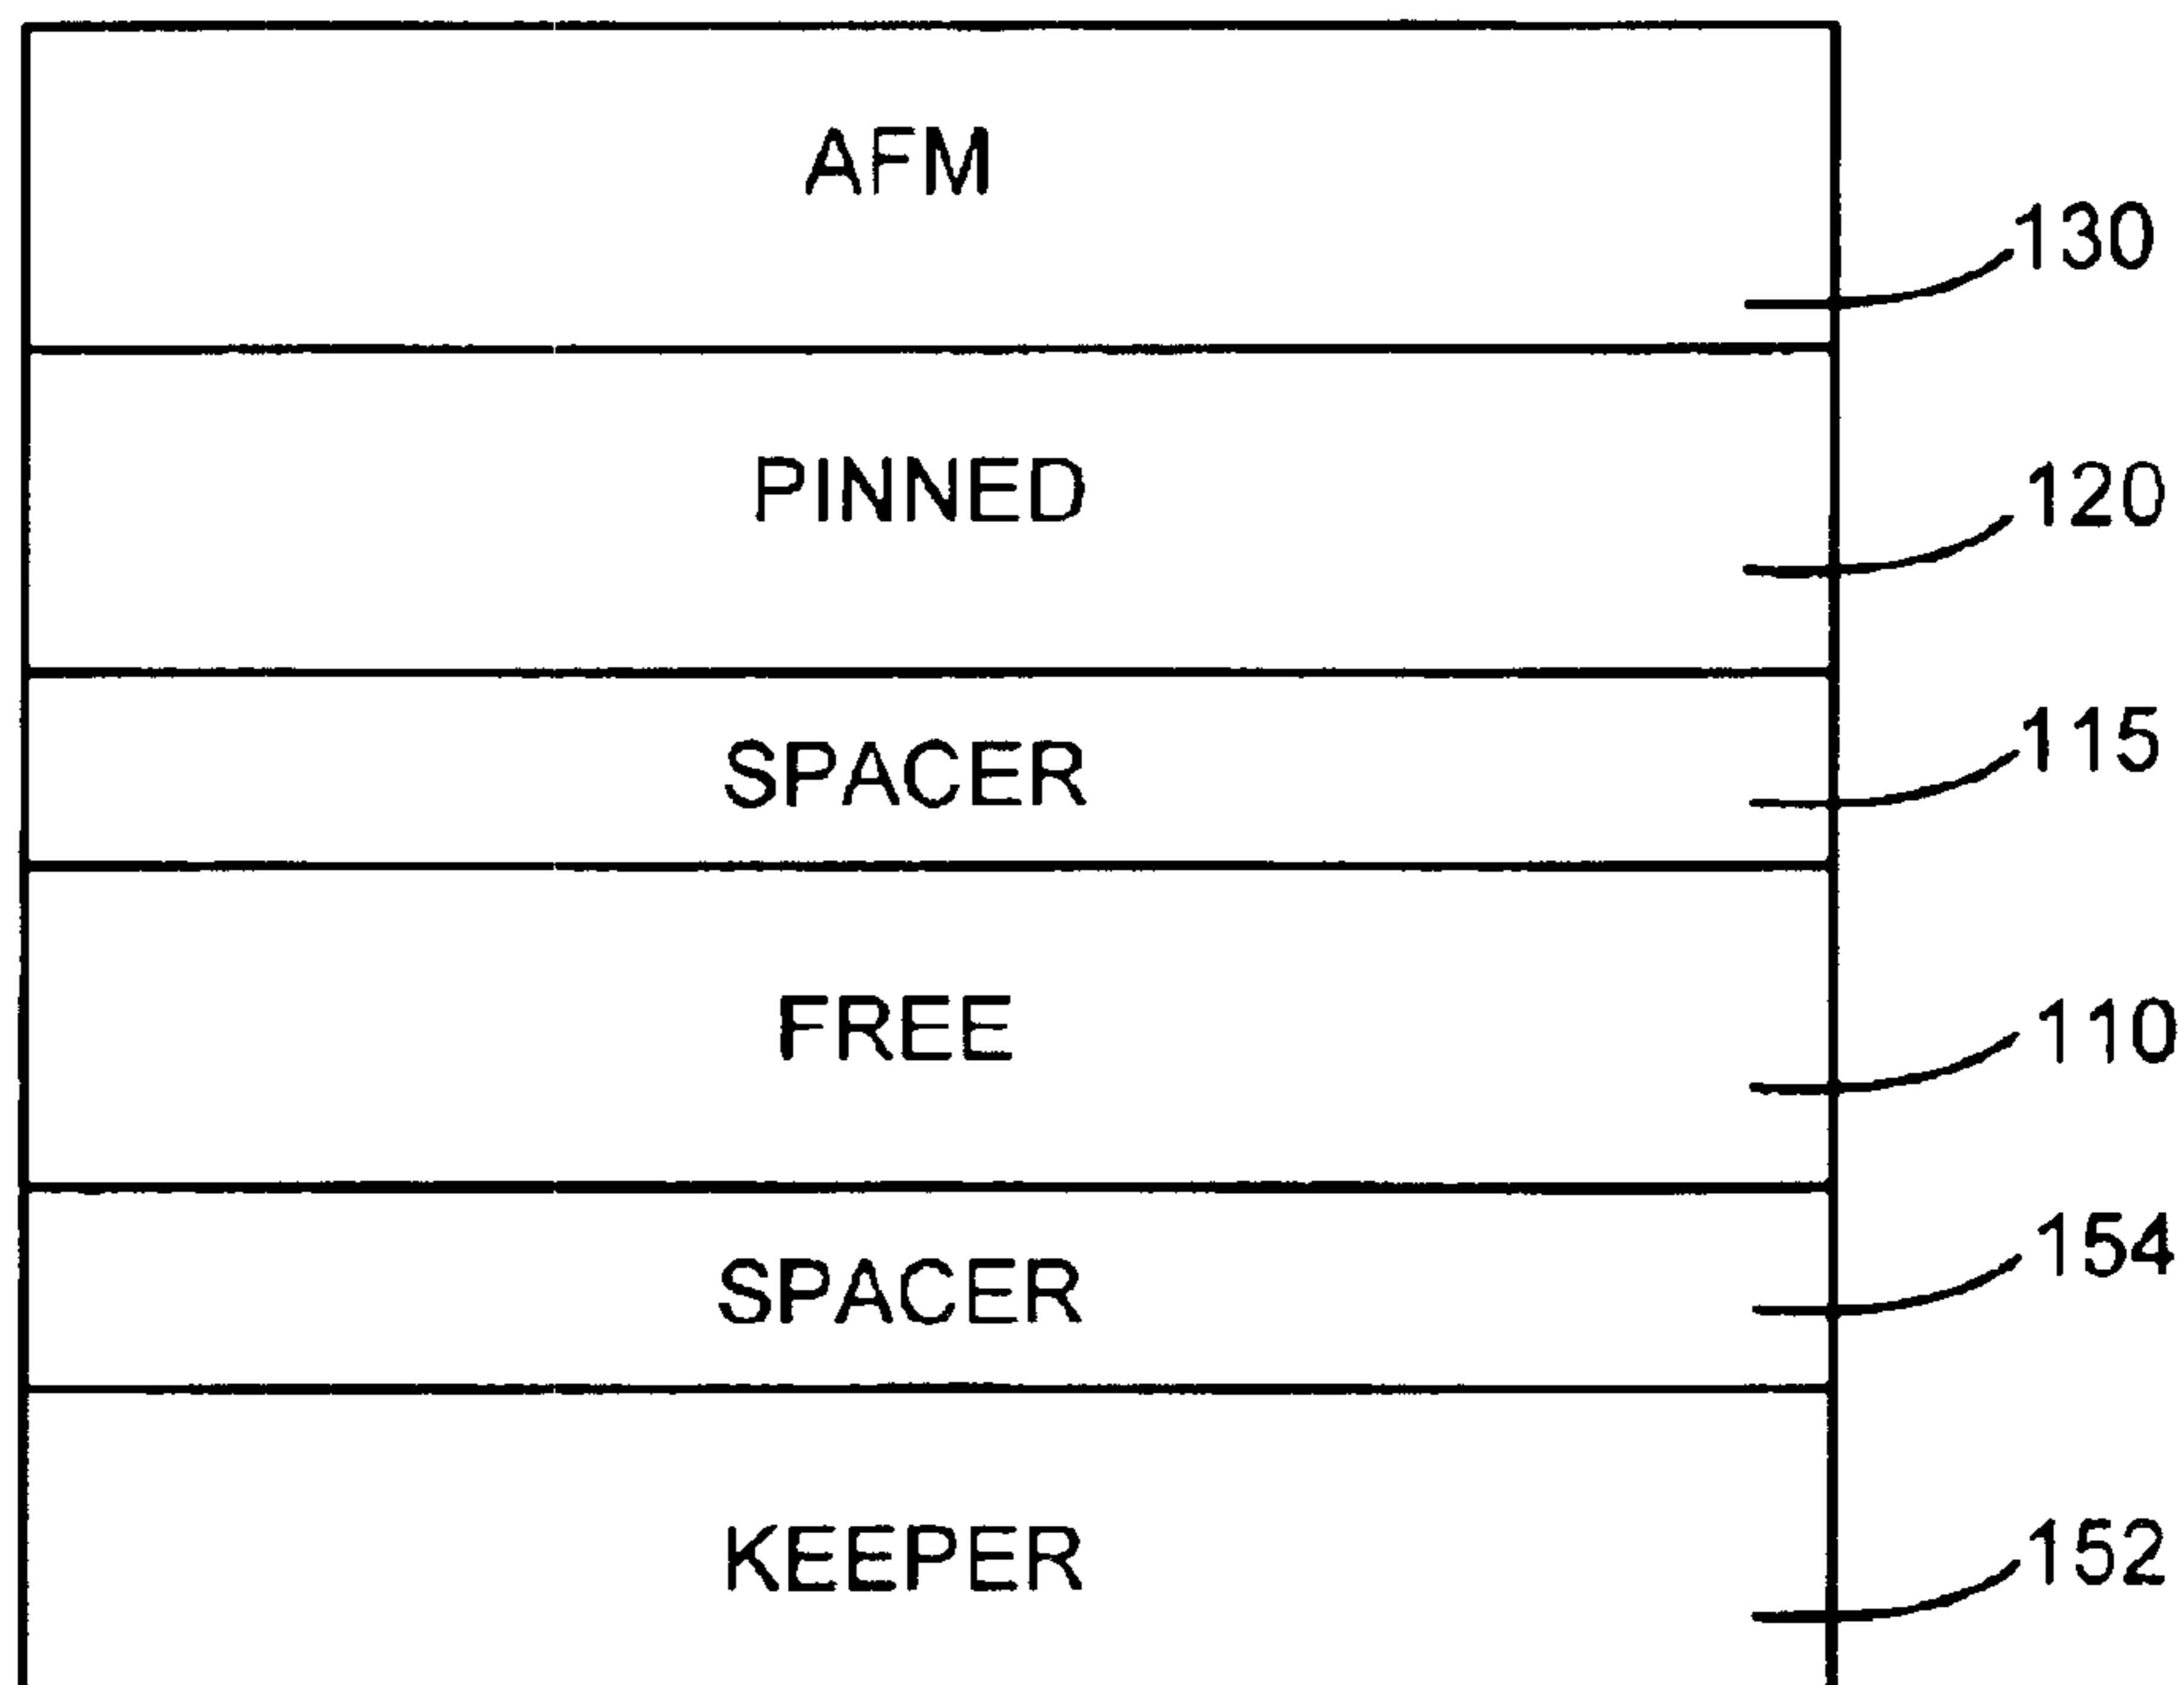 AFM
130
PINNED
120
SPACER
115
FREE
110
SPACER
154
KEEPER
152